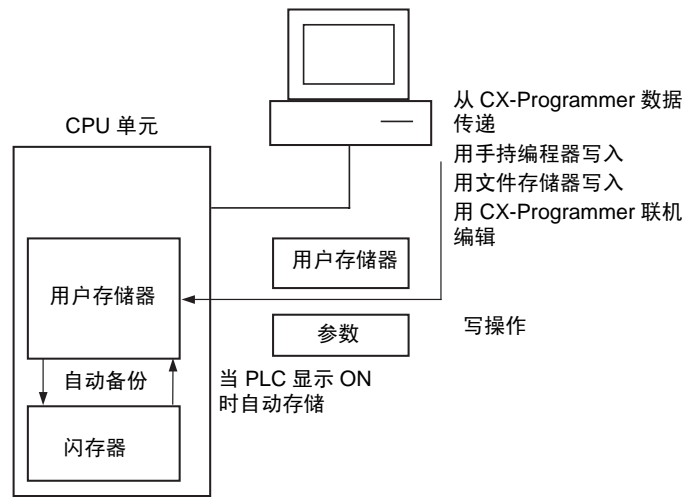 从 CX-Programmer 数据
传递
用手持编程器写入
用文件存储器写入
用 CX-Programmer 联机
编辑
CPU 单元
用户存储器
用户存储器
参数
写操作
自动备份
当 PLC 显示 ON
时自动存储
闪存器